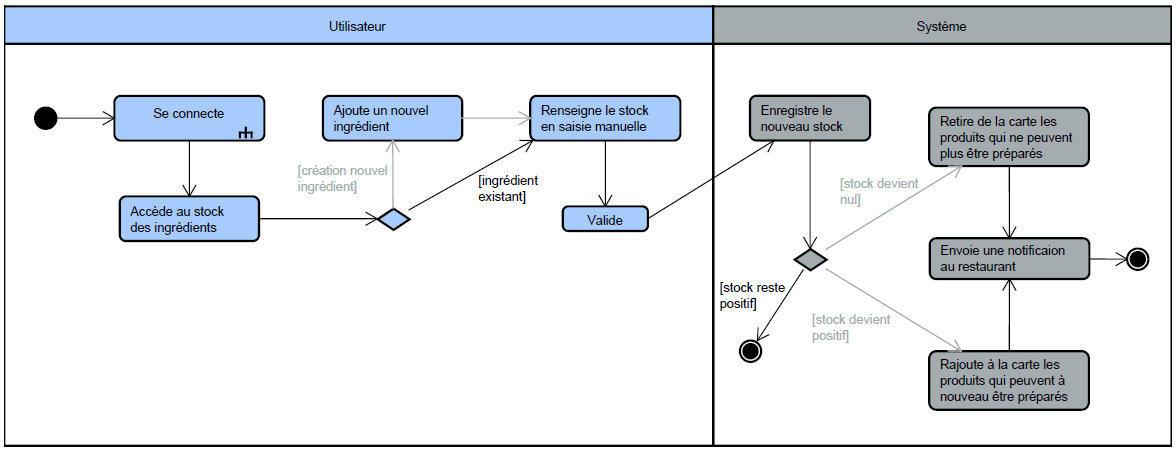 Utilisateur
Système
Se connecte
Ajoute un nouvel
ingrédient
Renseigne le stock
en saisie manuelle
Enregistre le
nouveau stock
Retire de la carte les
produits qui ne peuvent
plus être préparés
[création nouvel
ingrédient]
[ingrédient
existant]
[stock devient
nul]
Accède au stock
des ingrédients
Valide
Envoie une notificaion
au restaurant
[stock reste
positif]
[stock devient
positif]
Rajoute à la carte les
produits qui peuvent à
nouveau être préparés